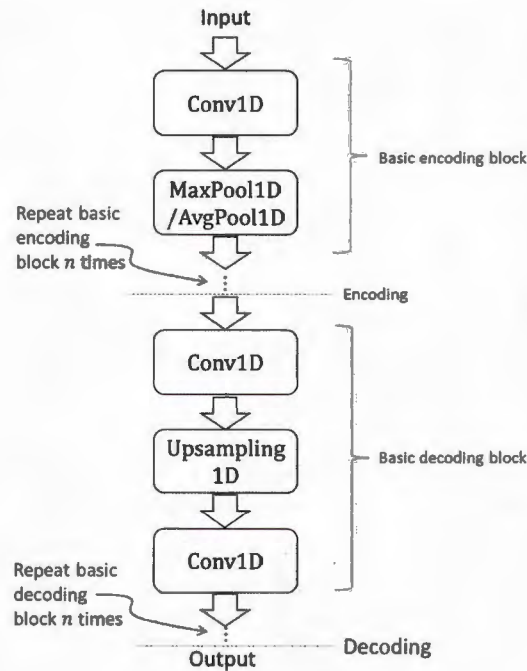 Input
Conv1D
Basic encoding block
MaxPool1D
/AvgPool1D
Repeat basic
encoding
block n times
Encoding
Conv1D
Upsampling
1D
Basic decoding block
Conv1D
Repeat basic
decoding
block n times
Decoding
Output